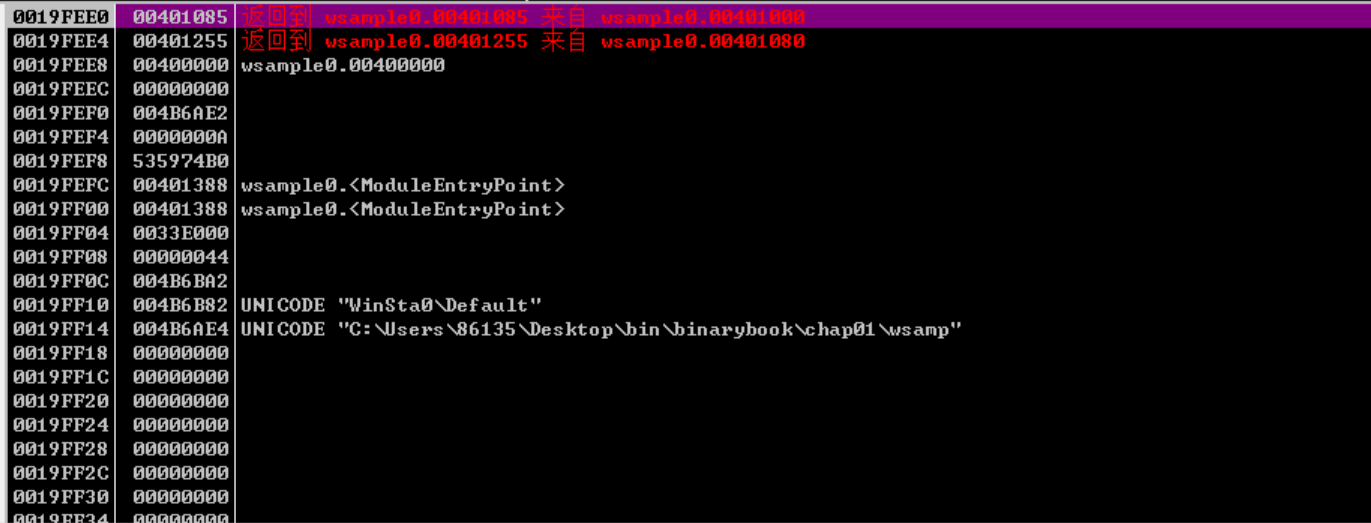 0019FEE0 00401085 返回到 wsample0.00401085 来自 wsample0.00401000
0019FEE4 00401255 返回到 wsample0.00401255 来自 wsample0.00401080
0019FEE8 00400000 wsample0.00400000
0019FEEC 00000000
0019FEF0 004B6AE2
0019FEF4 0000000A
0019FEF8 535974B0
0019FEFC 00401388 wsample0.<ModuleEntryPoint>
0019FF00 00401388 wsample0.<ModuleEntryPoint>
0019FF04 0033E000
0019FF08 00000044
0019FF0C 004B6BA2
0019FF10 004B6B82 UNICODE "WinSta0\Default"
0019FF14 004B6AE4 UNICODE "C:\Users\86135\Desktop\bin\binarybook\chap01\wsamp"
0019FF18 00000000
0019FF1C 00000000
0019FF20 00000000
0019FF24 00000000
0019FF28 00000000
0019FF2C 00000000
0019FF30 00000000
0019FF34 00000000